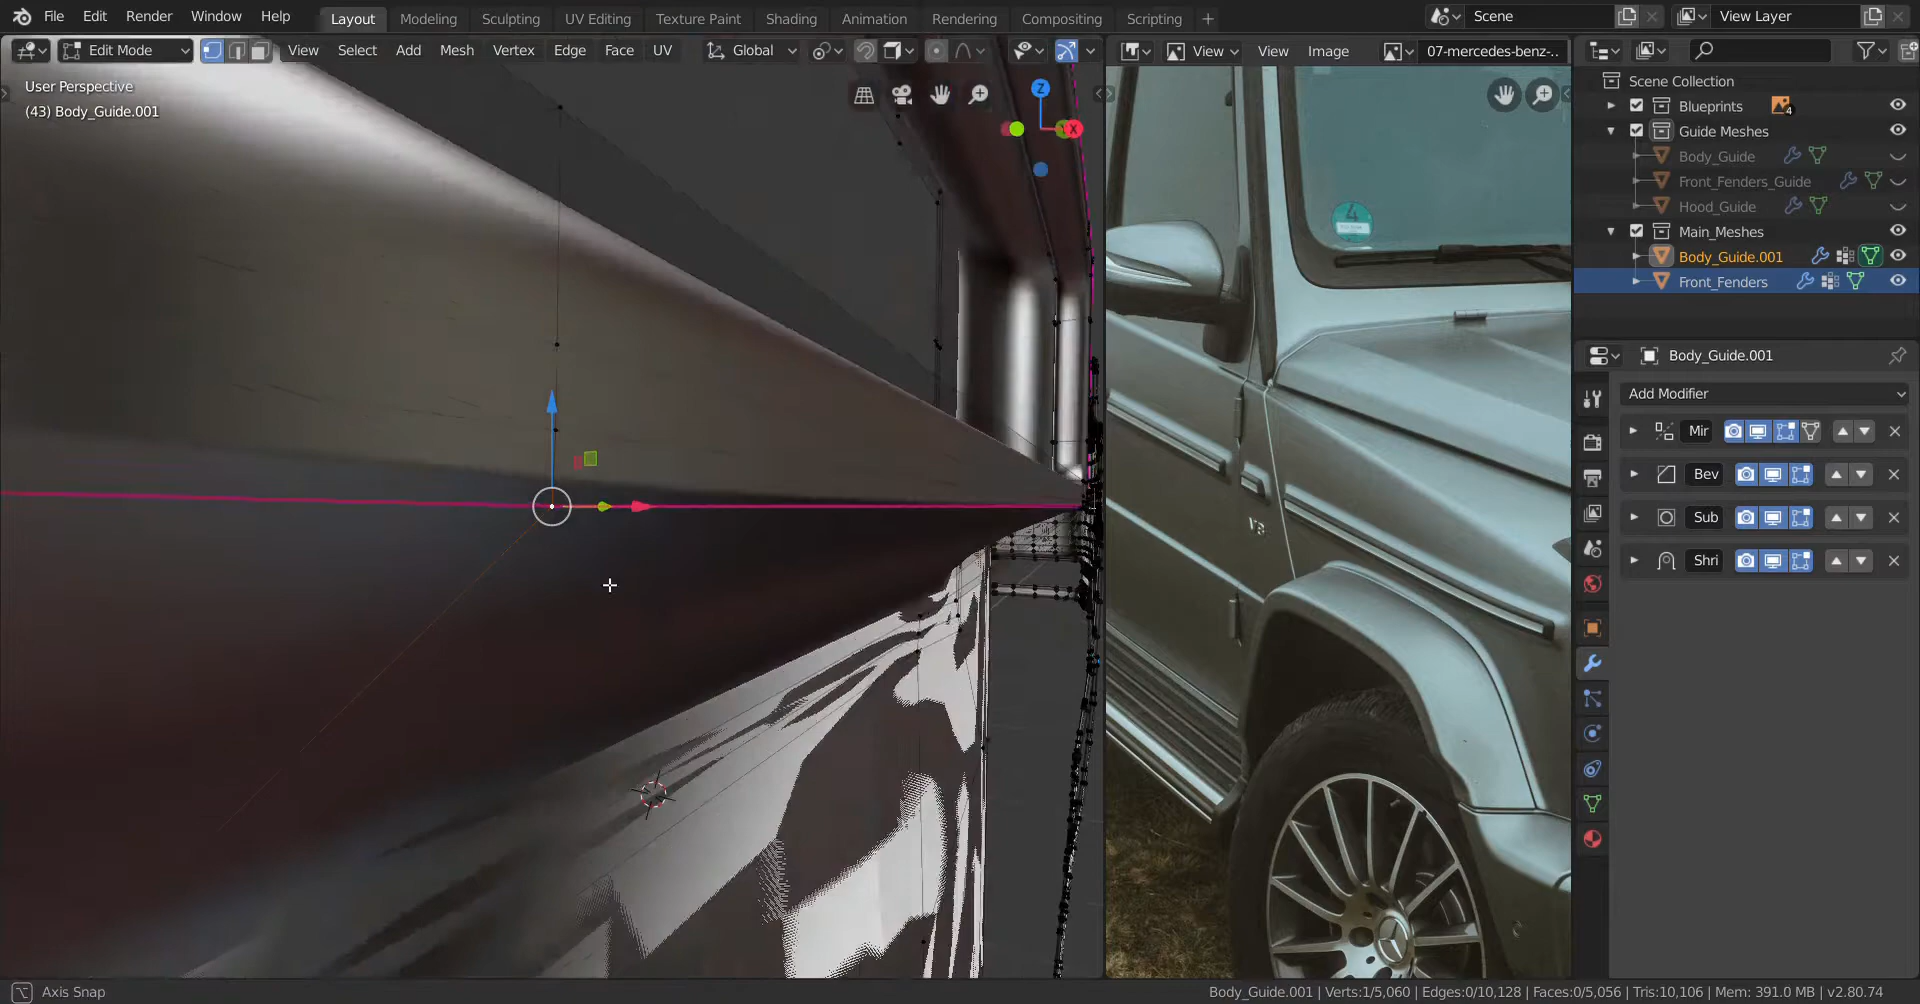 File Edit Render Window Help Layout Modeling Sculpting UV Editing Texture Paint Shading Animation Rendering Compositing Scripting + Scene View Layer
Edit Mode View Select Add Mesh Vertex Edge Face UV Global View View Image 07-mercedes-benz-..
User Perspective
(43) Body_Guide.001
Z
X
4
V8
Scene Collection
Blueprints 4
Guide Meshes
Body_Guide
Front_Fenders_Guide
Hood_Guide
Main_Meshes
Body_Guide.001
Front_Fenders
Body_Guide.001
Add Modifier
Mir
Bev
Sub
Shri
Axis Snap
Body_Guide.001 | Verts:1/5,060 | Edges:0/10,128 | Faces:0/5,056 | Tris:10,106 | Mem: 391.0 MB | v2.80.74